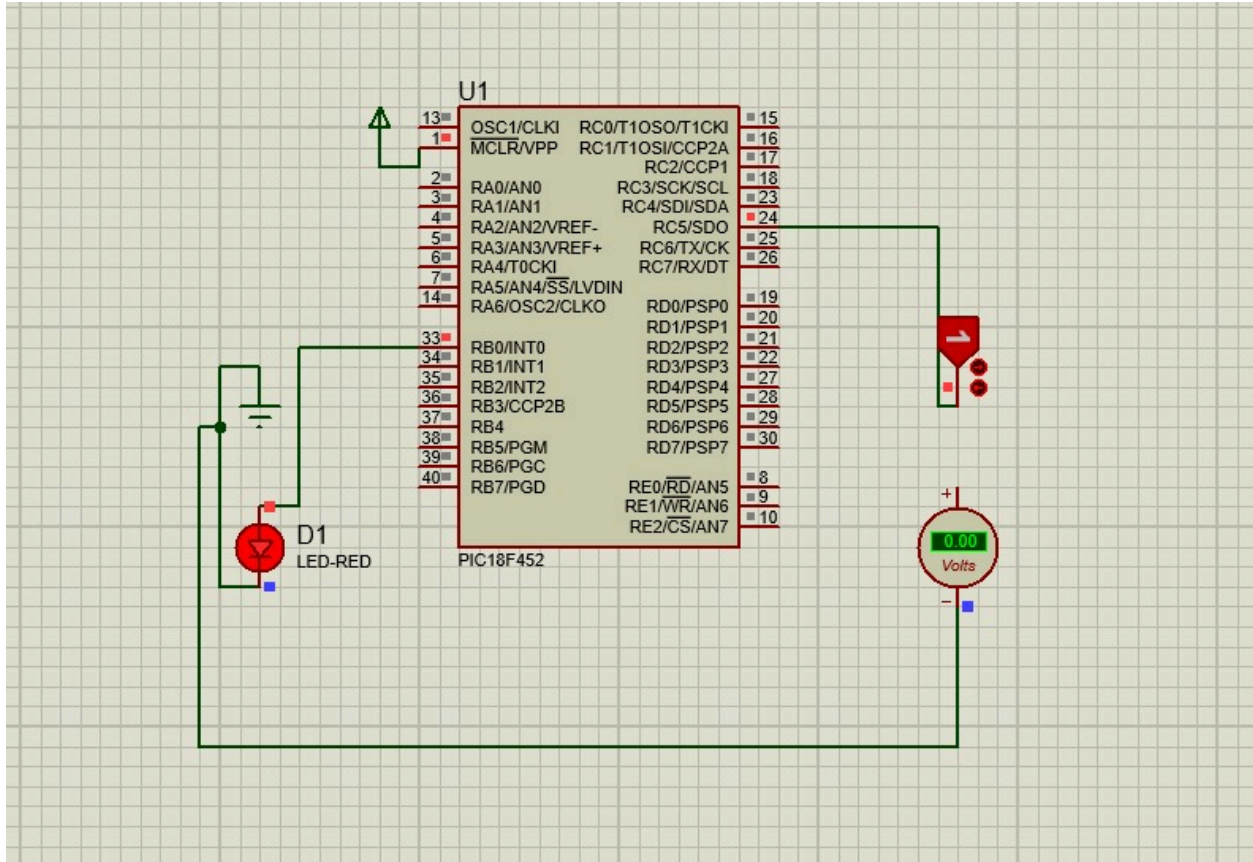 U1
13 OSC1/CLKI RC0/T1OSO/T1CKI 15
1 MCLR/VPP RC1/T1OSI/CCP2A 16
RC2/CCP1 17
2 RA0/AN0 RC3/SCK/SCL 18
3 RA1/AN1 RC4/SDI/SDA 23
4 RA2/AN2/VREF- RC5/SDO 24
5 RA3/AN3/VREF+ RC6/TX/CK 25
6 RA4/T0CKI RC7/RX/DT 26
7 RA5/AN4/SS/LVDIN
14 RA6/OSC2/CLKO RD0/PSP0 19
RD1/PSP1 20
33 RB0/INT0 RD2/PSP2 21
34 RB1/INT1 RD3/PSP3 22
35 RB2/INT2 RD4/PSP4 27
36 RB3/CCP2B RD5/PSP5 28
37 RB4 RD6/PSP6 29
38 RB5/PGM RD7/PSP7 30
39 RB6/PGC
40 RB7/PGD RE0/RD/AN5 8
RE1/WR/AN6 9
RE2/CS/AN7 10
PIC18F452
1
D1
LED-RED
+
0.00
Volts
−